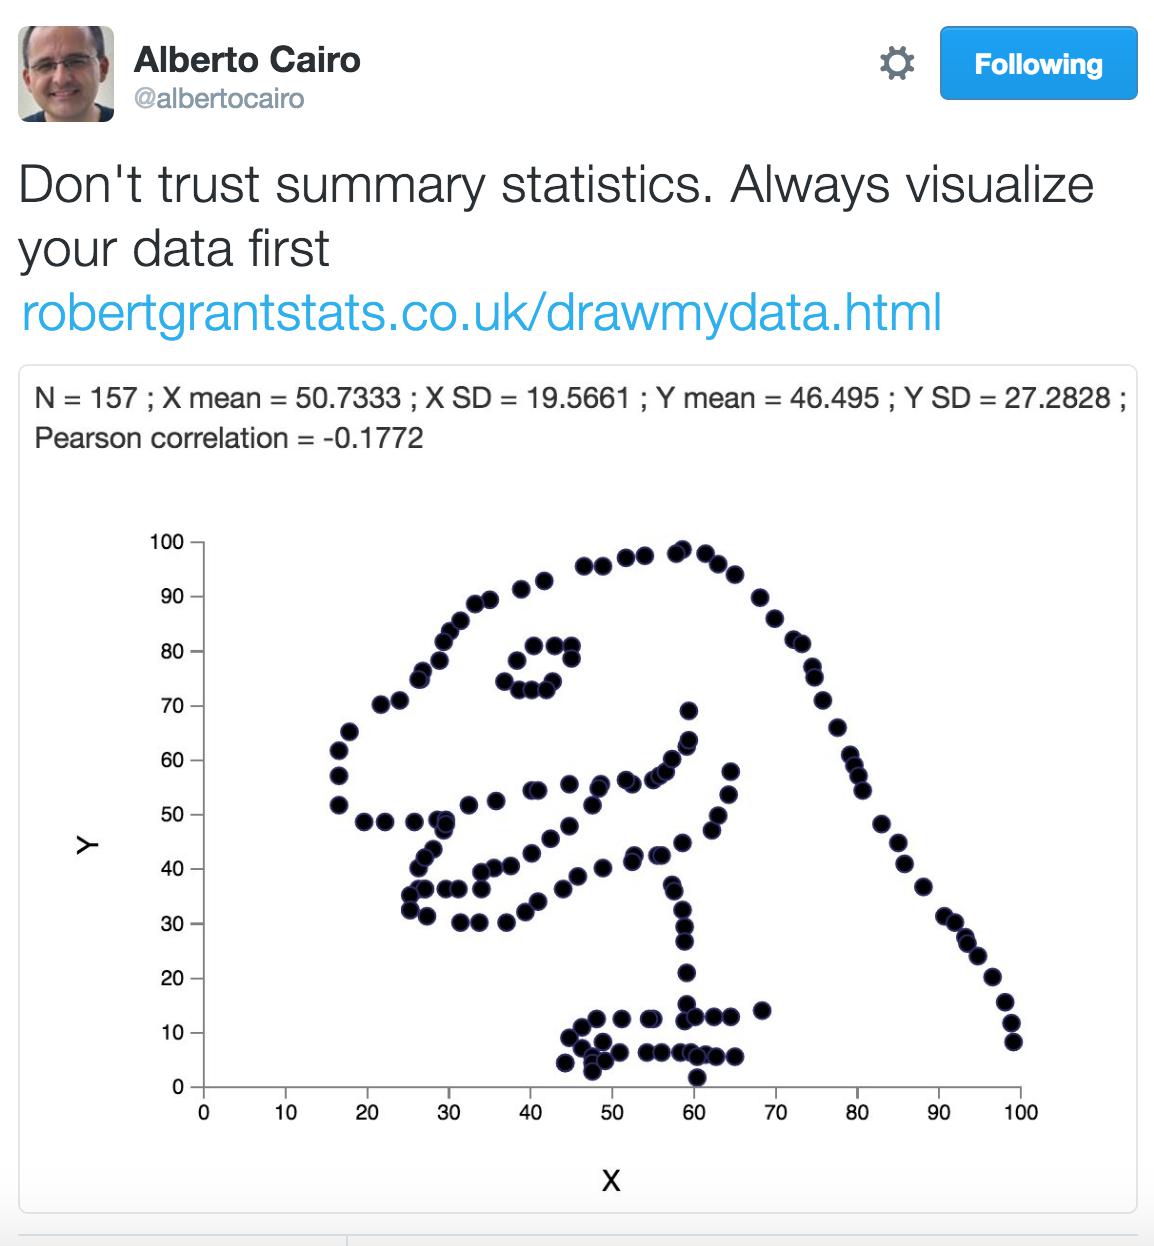 Alberto Cairo
@albertocairo
Following
Don't trust summary statistics. Always visualize
your data first
robertgrantstats.co.uk/drawmydata.html
N = 157 ; X mean = 50.7333 ; X SD = 19.5661 ; Y mean = 46.495 ; Y SD = 27.2828 ;
Pearson correlation = -0.1772
100
90
80
70
60
50
40
30
20
10
0
Y
0 10 20 30 40 50 60 70 80 90 100
X